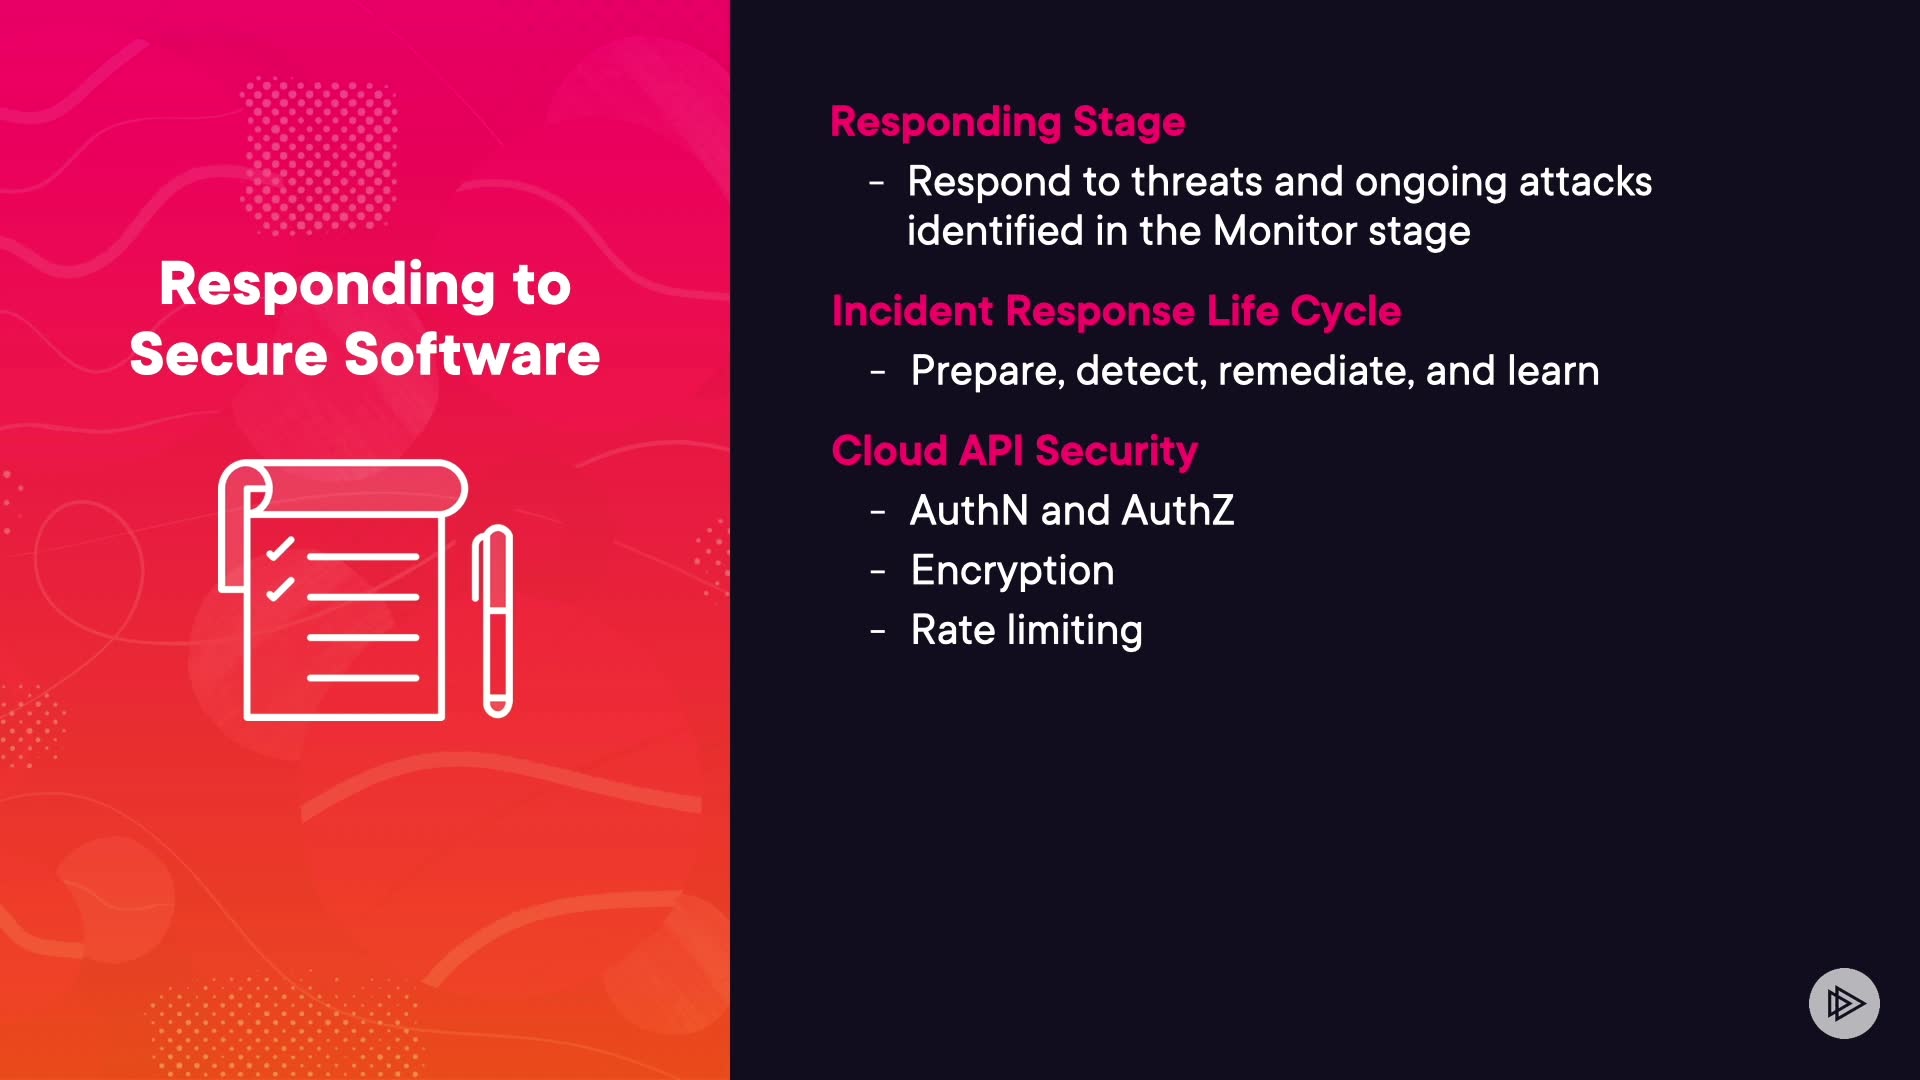 Responding to
Secure Software
Responding Stage
- Respond to threats and ongoing attacks
identified in the Monitor stage
Incident Response Life Cycle
- Prepare, detect, remediate, and learn
Cloud API Security
- AuthN and AuthZ
- Encryption
- Rate limiting